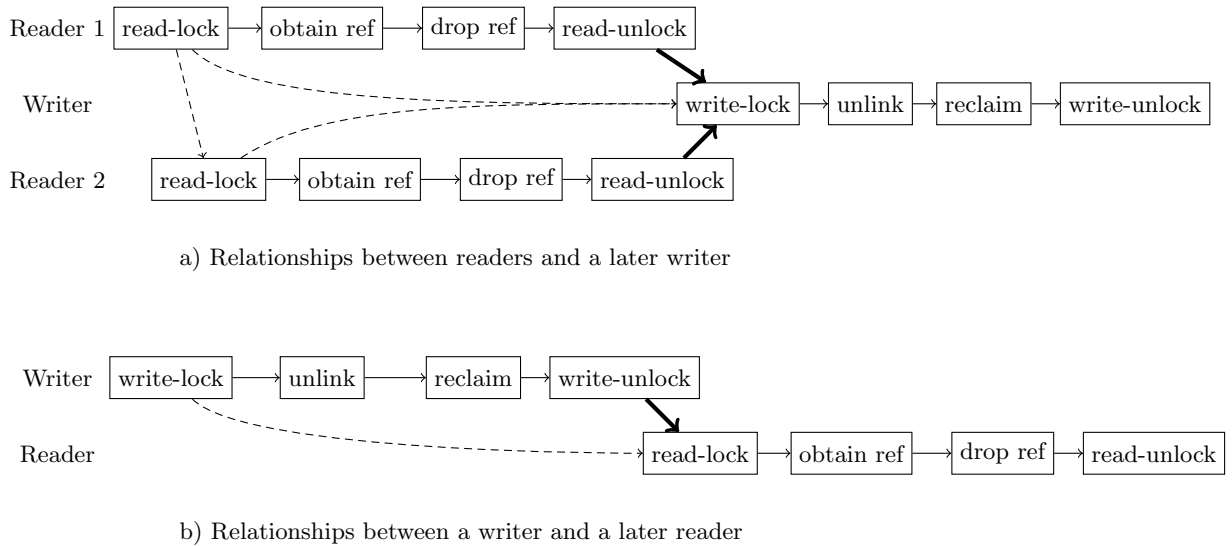 Reader 1 read-lock obtain ref drop ref read-unlock
Writer write-lock unlink reclaim write-unlock
Reader 2 read-lock obtain ref drop ref read-unlock
a) Relationships between readers and a later writer
Writer write-lock unlink reclaim write-unlock
Reader read-lock obtain ref drop ref read-unlock
b) Relationships between a writer and a later reader